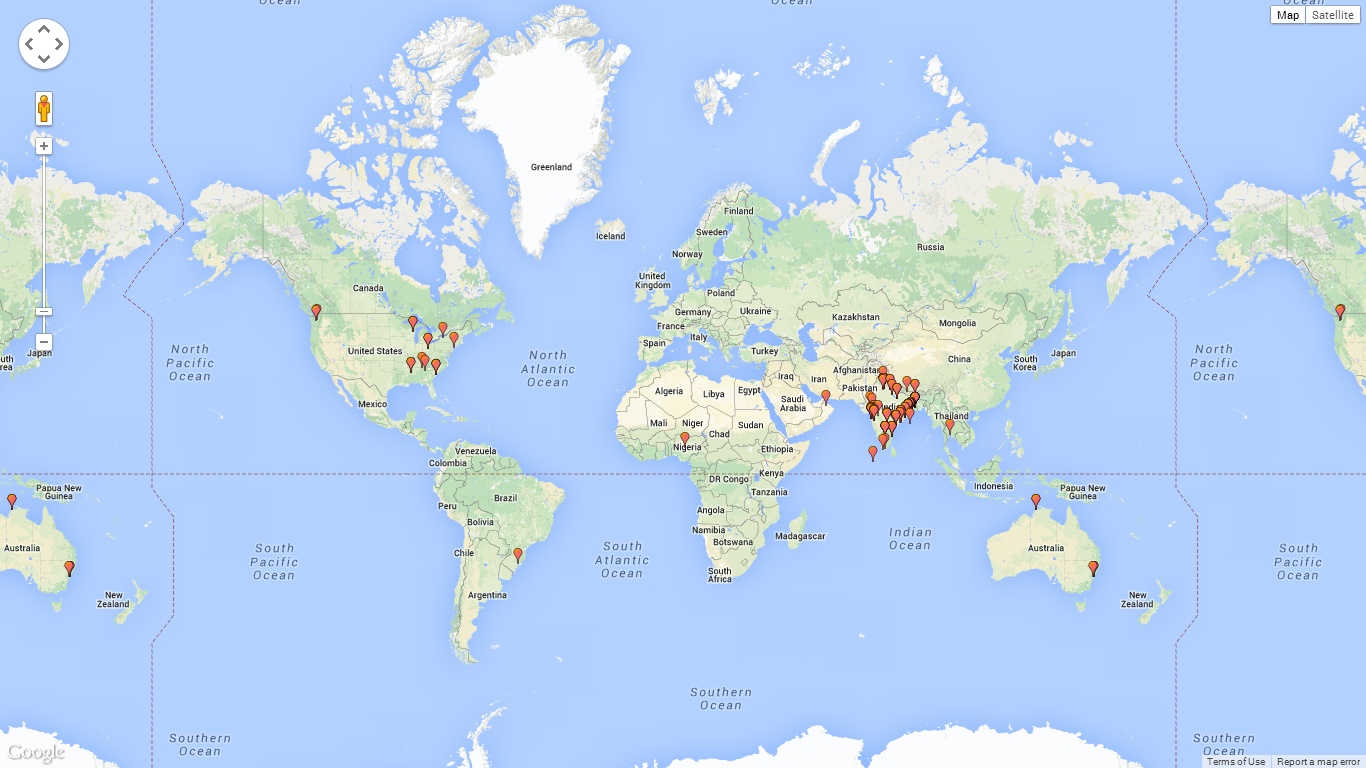 Ocean
Ocean
Ocean
Map
Satellite
Greenland
Finland
Iceland
Sweden
Russia
Norway
United
Kingdom
Canada
Poland
Germany
Ukraine
Kazakhstan
Mongolia
France
Italy
Spain
Turkey
United States
North
Pacific
Ocean
North
Atlantic
Ocean
Japan
South
Korea
Japan
China
North
Pacific
Ocean
Afghanistan
Iraq
Iran
Pakistan
Algeria
Libya
Egypt
Saudi
Arabia
Mexico
Mali
Niger
Chad
Sudan
Thailand
Nigeria
Ethiopia
Venezuela
Colombia
Kenya
DR Congo
Indonesia
Papua New
Guinea
Papua New
Guinea
Tanzania
Brazil
Peru
Angola
Bolivia
Namibia
Botswana
Madagascar
Australia
Australia
Chile
South
Pacific
Ocean
South
Atlantic
Ocean
Indian
Ocean
South
Pacific
Ocean
South
Africa
Argentina
New
Zealand
New
Zealand
Southern
Ocean
Southern
Ocean
Southern
Ocean
Google
Terms of Use
Report a map error